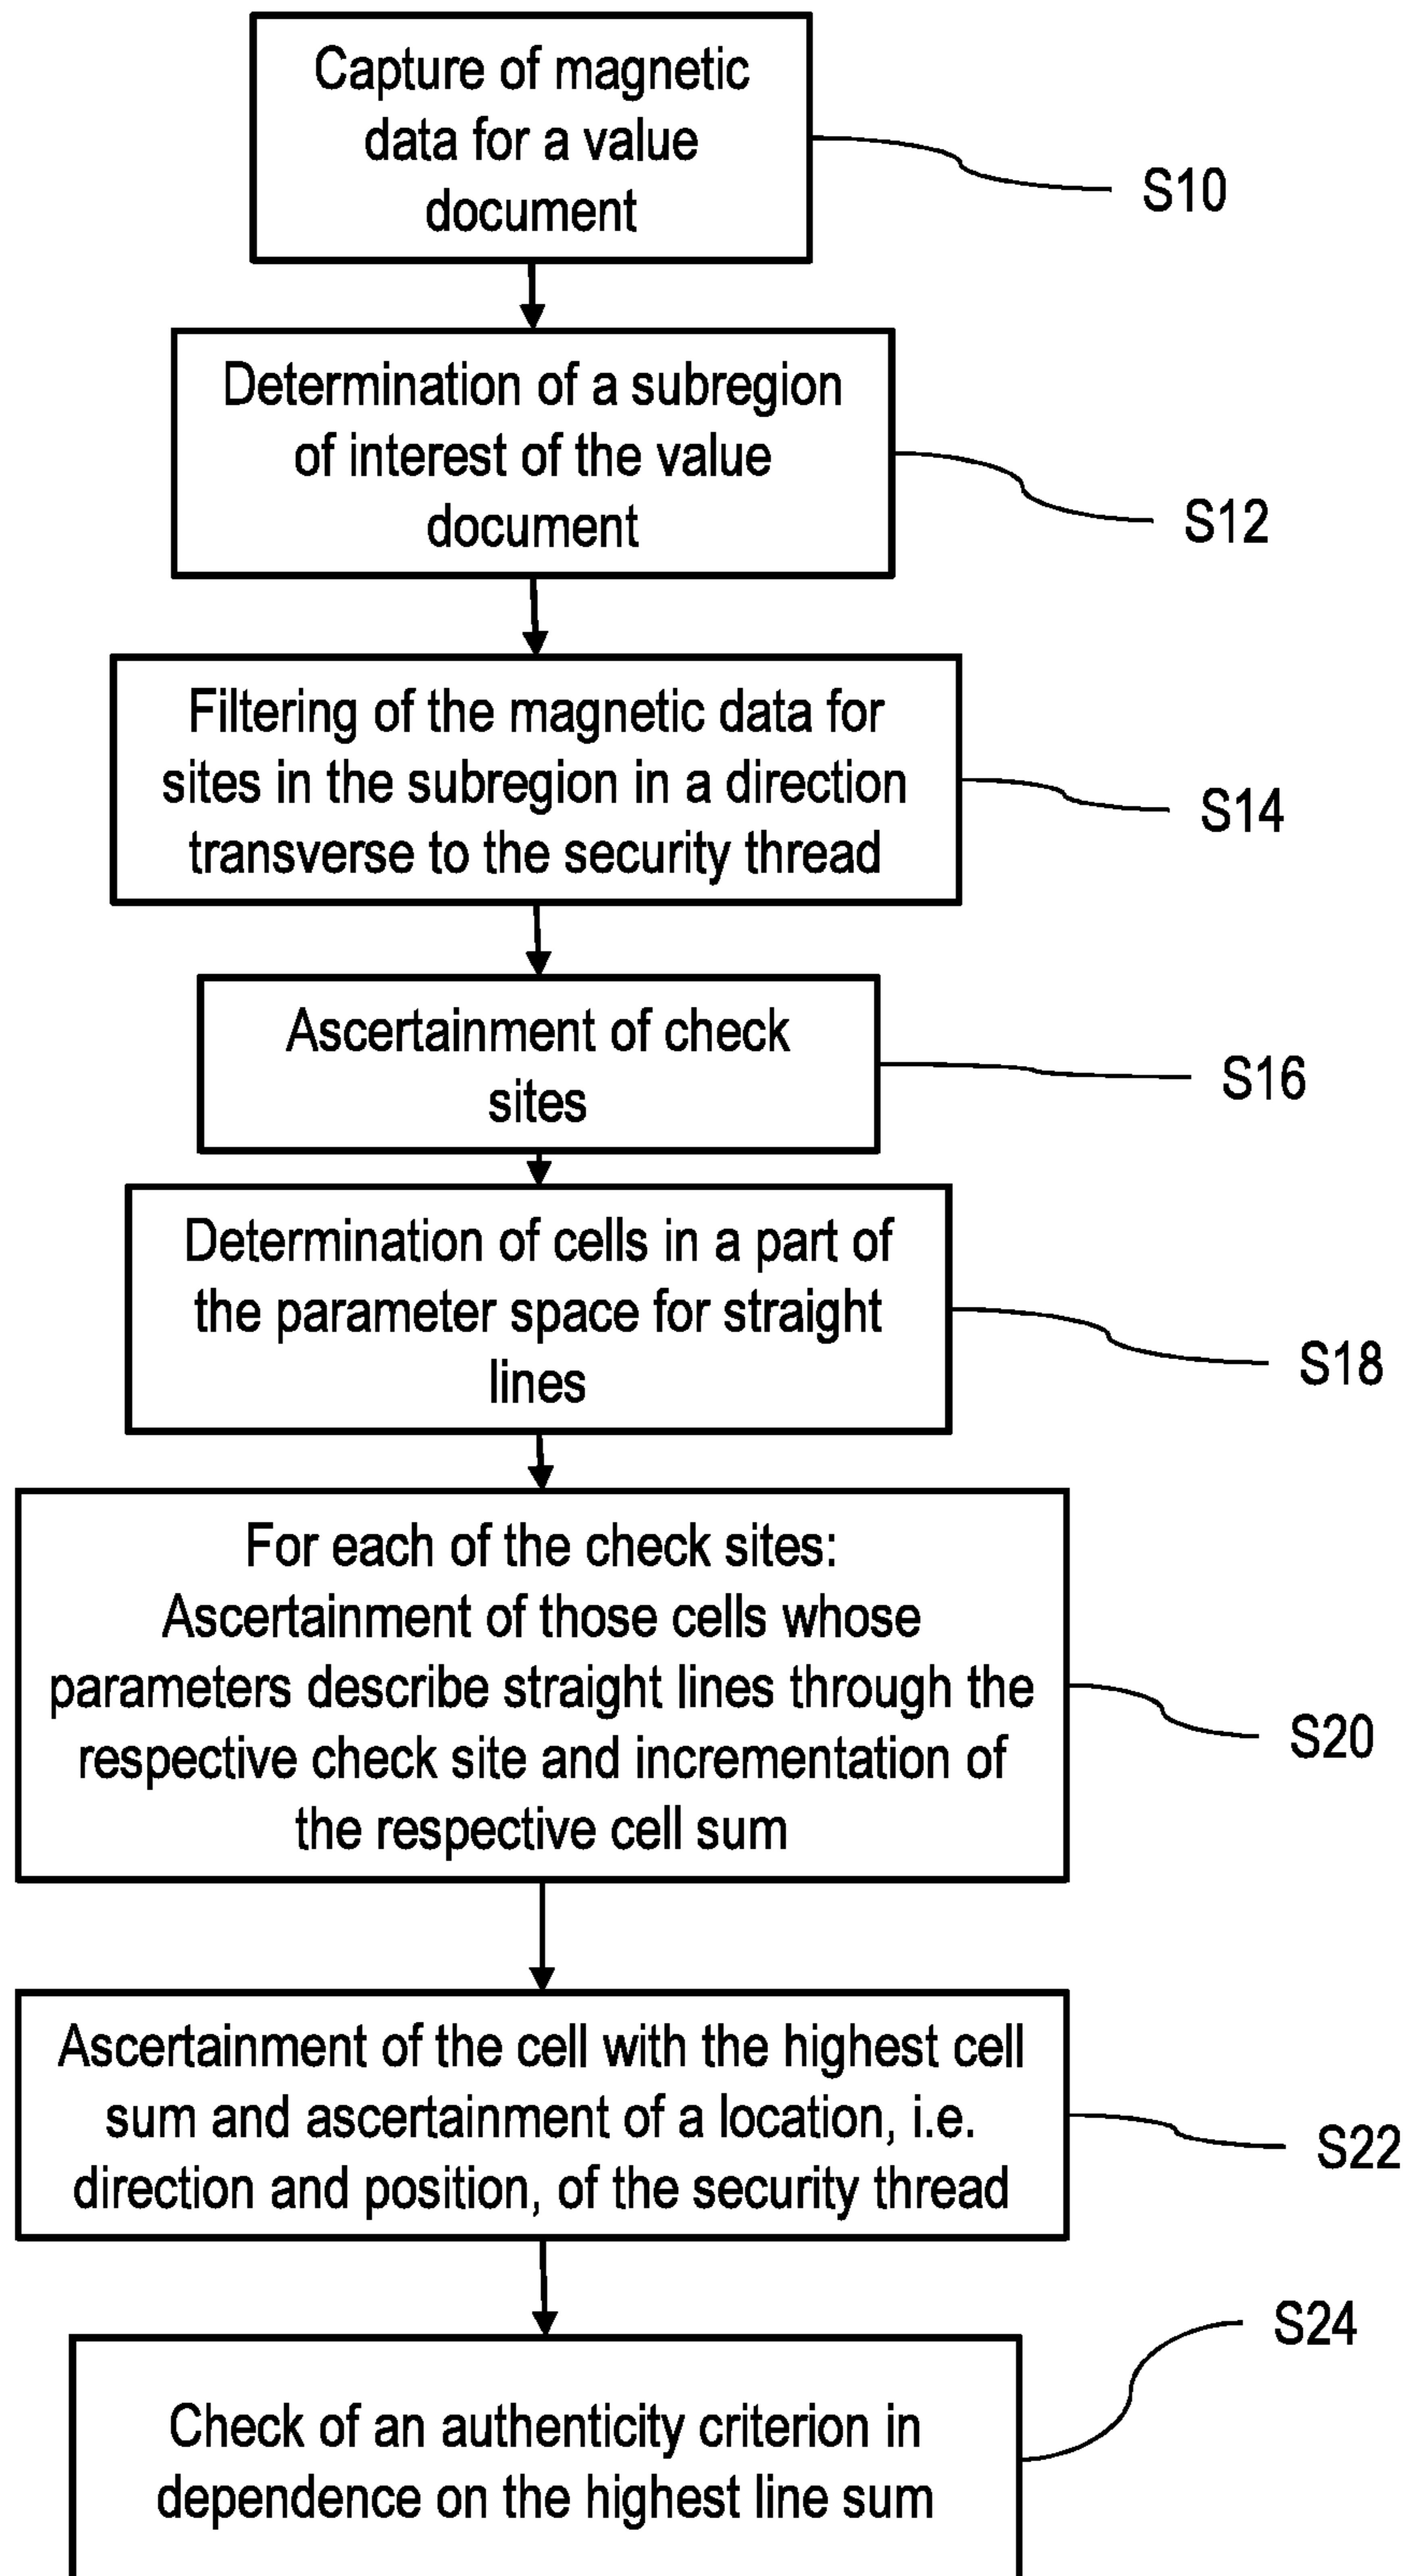 Capture of magnetic
data for a value
document
S10
Determination of a subregion
of interest of the value
document
S12
Filtering of the magnetic data for
sites in the subregion in a direction
transverse to the security thread
S14
Ascertainment of check
sites
S16
Determination of cells in a part of
the parameter space for straight
lines
S18
For each of the check sites:
Ascertainment of those cells whose
parameters describe straight lines through the
respective check site and incrementation of
the respective cell sum
S20
Ascertainment of the cell with the highest cell
sum and ascertainment of a location, i.e.
direction and position, of the security thread
S22
S24
Check of an authenticity criterion in
dependence on the highest line sum